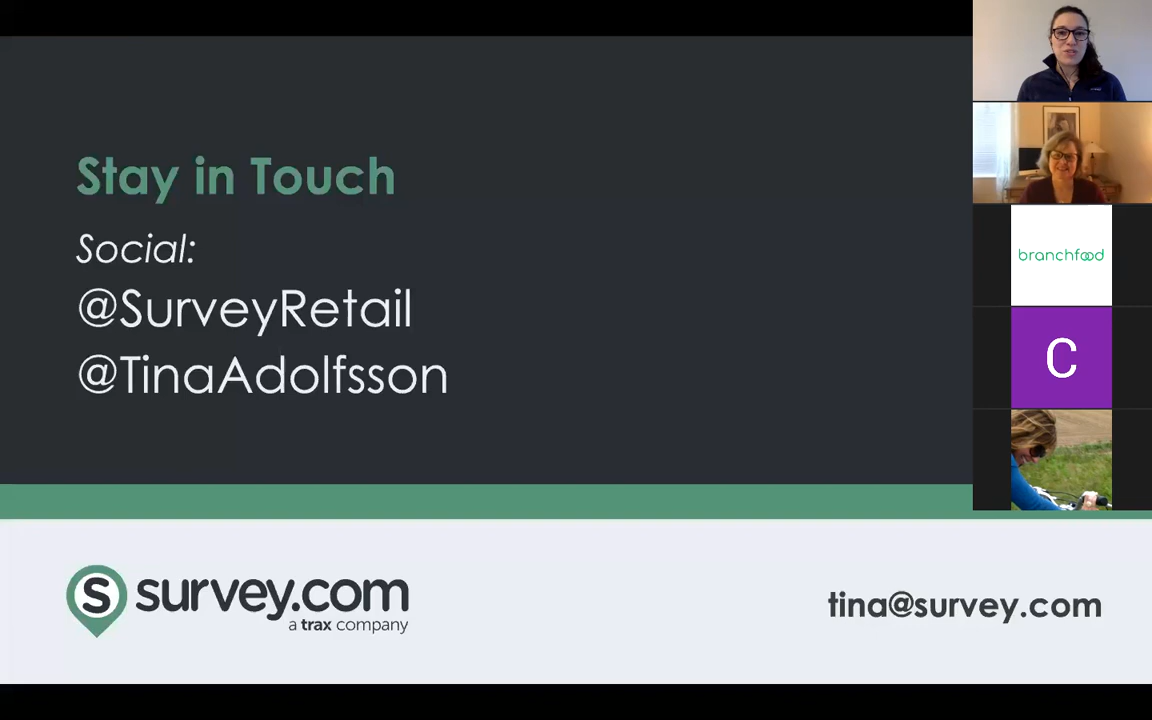 Stay in Touch
Social:
@SurveyRetail
@TinaAdolfsson
branchfood
C
S survey.com
a trax company
tina@survey.com